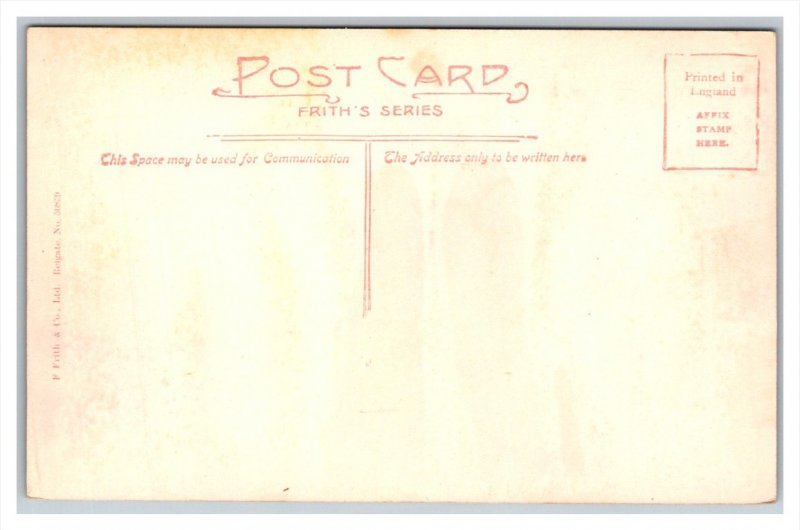 POST CARD
FRITH'S SERIES
This Space may be used for Communication
The Address only to be written here
Printed in
England
AFFIX
STAMP
HERE.
F Frith & Co., Ltd. Reigate. No.